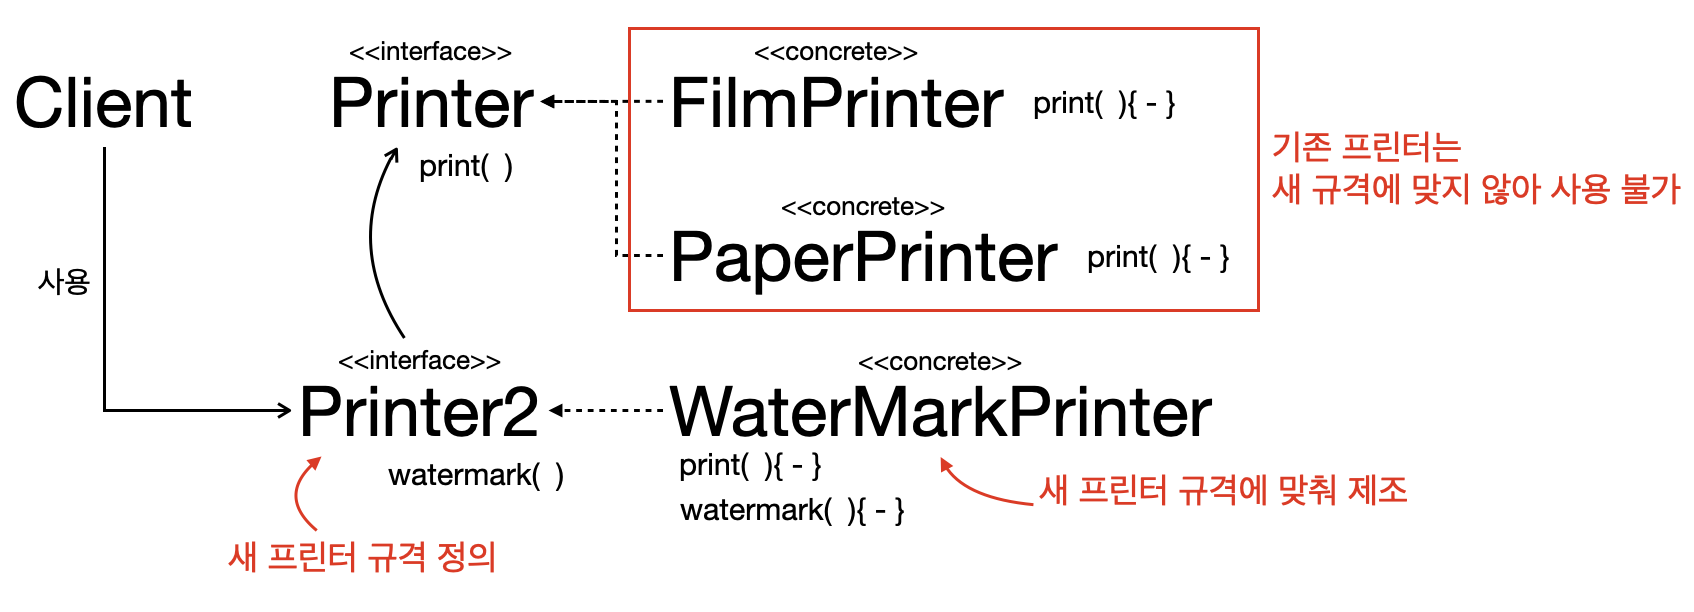 <<interface>>
<<concrete>>
Client
Printer
FilmPrinter
print(  ){ - }
print(  )
기존 프린터는
새 규격에 맞지 않아 사용 불가
<<concrete>>
PaperPrinter
print(  ){ - }
사용
<<interface>>
<<concrete>>
Printer2
WaterMarkPrinter
watermark(  )
print(  ){ - }
watermark(  ){ - }
새 프린터 규격에 맞춰 제조
새 프린터 규격 정의